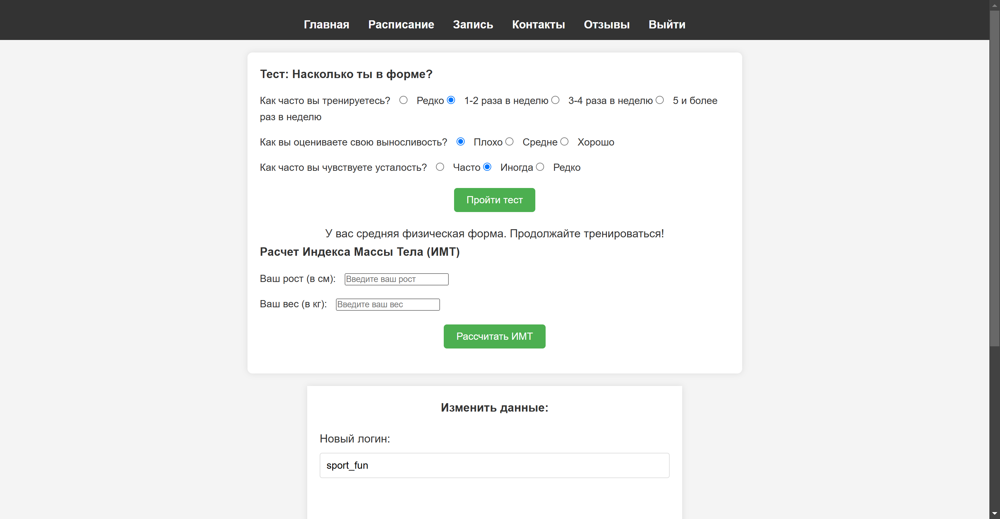 Главная Расписание Запись Контакты Отзывы Выйти
Тест: Насколько ты в форме?
Как часто вы тренируетесь? Редко 1-2 раза в неделю 3-4 раза в неделю 5 и более
раз в неделю
Как вы оцениваете свою выносливость? Плохо Средне Хорошо
Как часто вы чувствуете усталость? Часто Иногда Редко
Пройти тест
У вас средняя физическая форма. Продолжайте тренироваться!
Расчет Индекса Массы Тела (ИМТ)
Ваш рост (в см): Введите ваш рост
Ваш вес (в кг): Введите ваш вес
Рассчитать ИМТ
Изменить данные:
Новый логин:
sport_fun